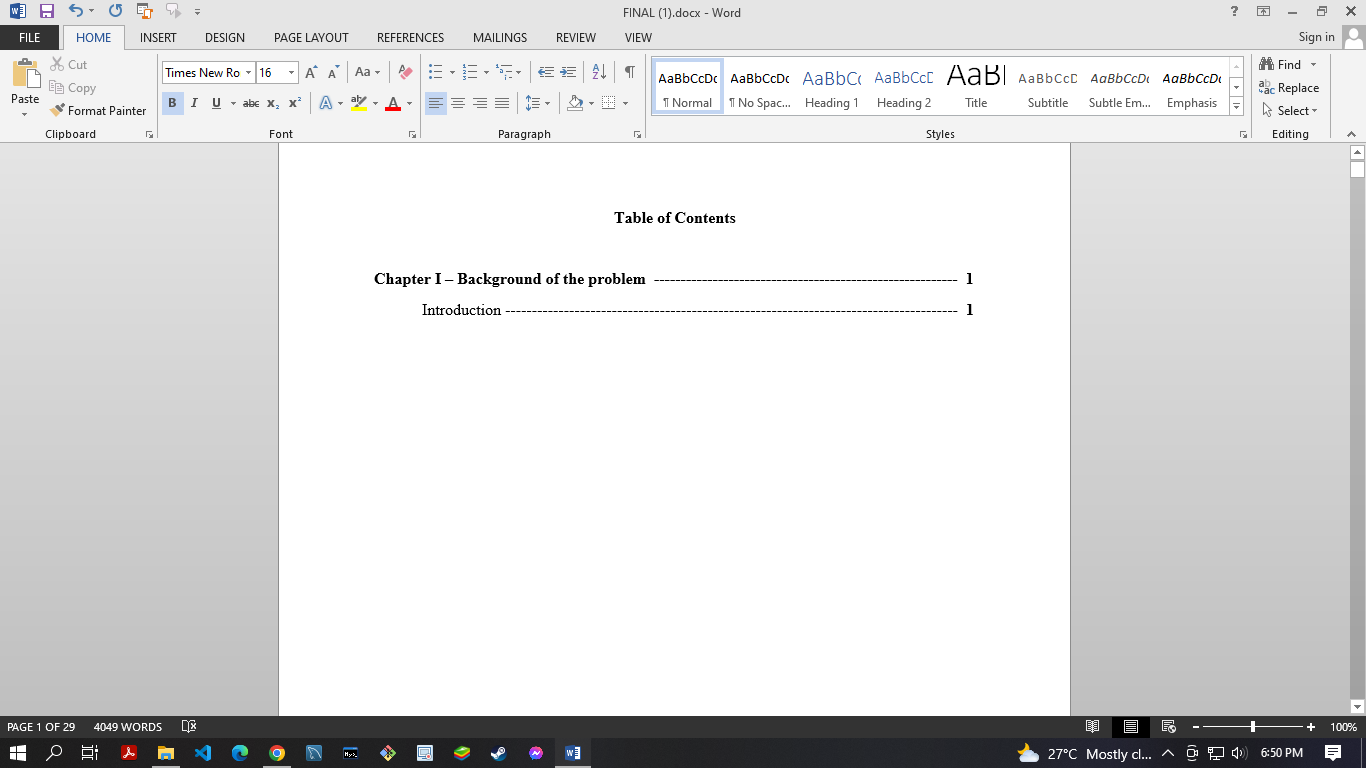 FINAL (1).docx - Word
FILE HOME INSERT DESIGN PAGE LAYOUT REFERENCES MAILINGS REVIEW VIEW Sign in
Paste
Cut
Copy
Format Painter
Times New Ro 16 Aa
B I U abc x₂ x² A ab A
AaBbCcDc AaBbCcDc AaBbCc AaBbCcD AaBl AaBbCcD AaBbCcDc AaBbCcDc
¶ Normal ¶ No Spac... Heading 1 Heading 2 Title Subtitle Subtle Em... Emphasis
Find
Replace
Select
Clipboard Font Paragraph Styles Editing
Table of Contents
Chapter I – Background of the problem --------------------------------------------------------- 1
Introduction ------------------------------------------------------------------------------------- 1
PAGE 1 OF 29 4049 WORDS 100%
27°C Mostly cl... 6:50 PM